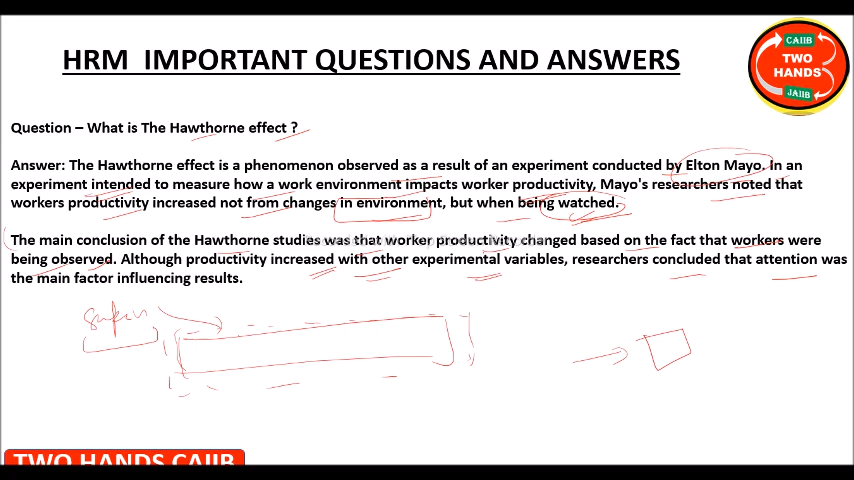 HRM IMPORTANT QUESTIONS AND ANSWERS
CAIIB
TWO
HANDS
JAIIB
Question – What is The Hawthorne effect ?
Answer: The Hawthorne effect is a phenomenon observed as a result of an experiment conducted by Elton Mayo. In an
experiment intended to measure how a work environment impacts worker productivity, Mayo's researchers noted that
workers productivity increased not from changes in environment, but when being watched.
The main conclusion of the Hawthorne studies was that worker productivity changed based on the fact that workers were
being observed. Although productivity increased with other experimental variables, researchers concluded that attention was
the main factor influencing results.
TWO HANDS CAIIB